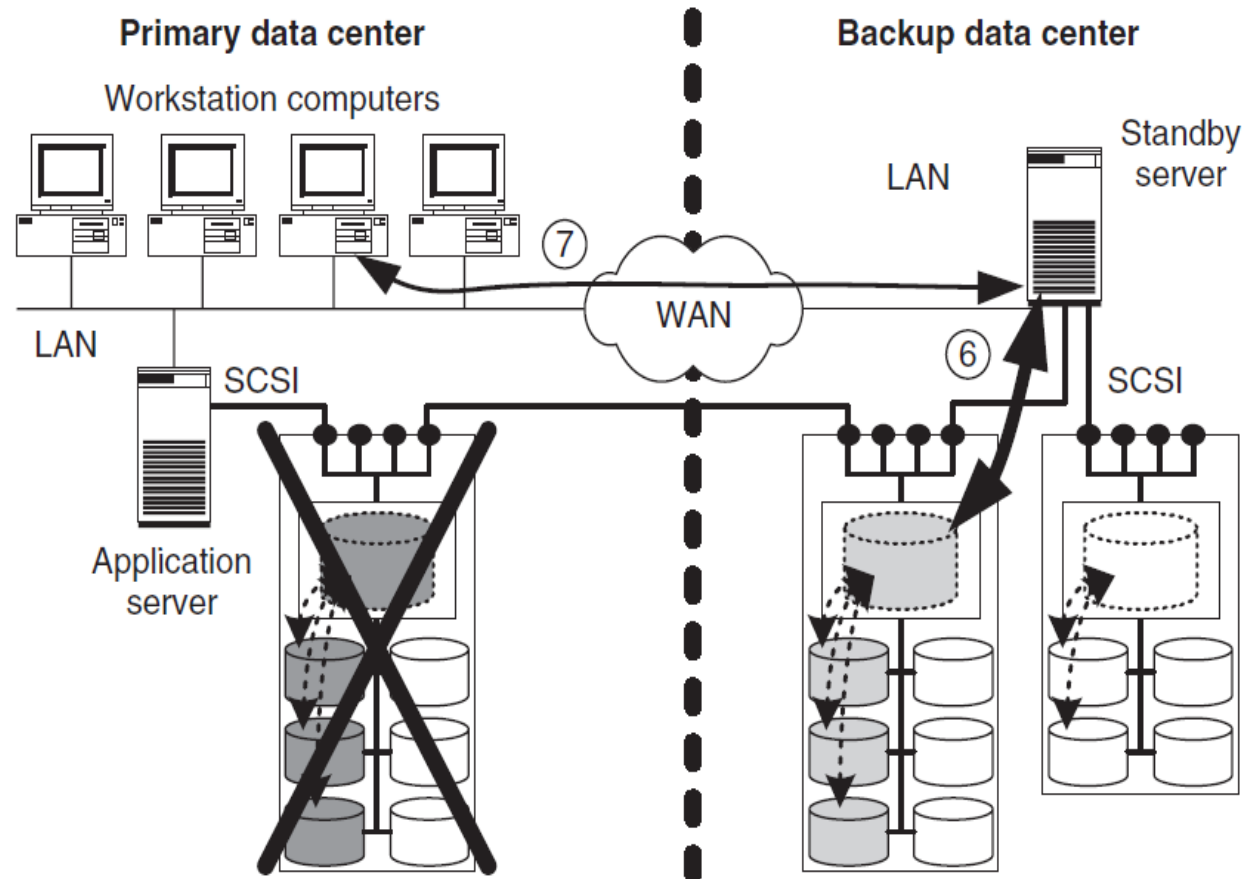 Primary data center
Backup data center
Workstation computers
Standby
server
LAN
7
WAN
LAN
6
SCSI
SCSI
Application
server